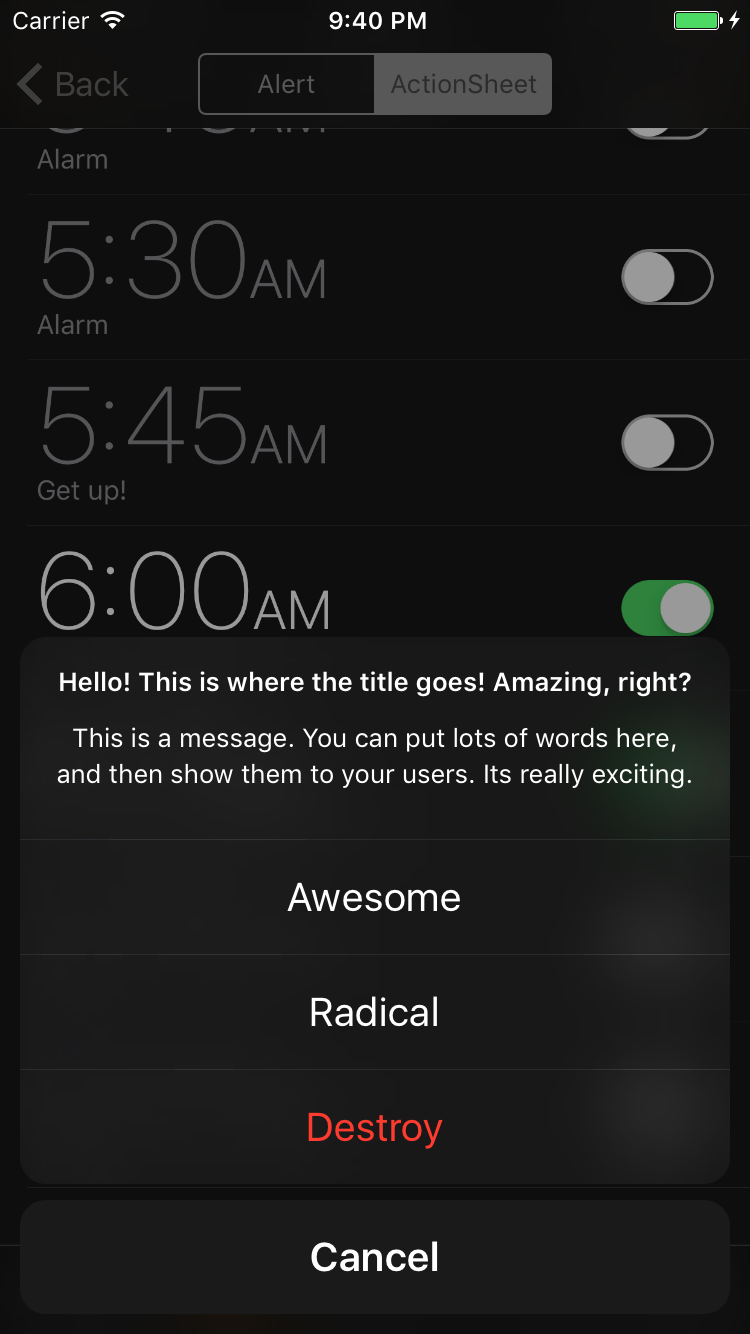 Carrier 9:40 PM
Back Alert ActionSheet
AM
Alarm
5:30AM
Alarm
5:45AM
Get up!
6:00AM
Hello! This is where the title goes! Amazing, right?
This is a message. You can put lots of words here,
and then show them to your users. Its really exciting.
Awesome
Radical
Destroy
Cancel